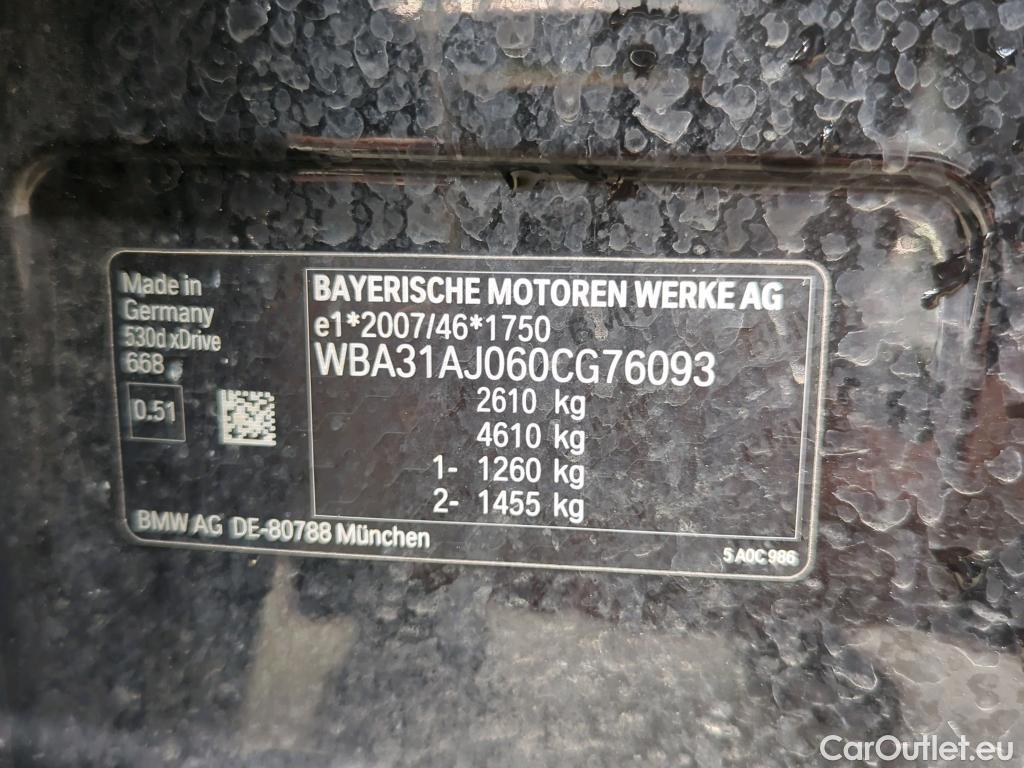 Made in
Germany
530d xDrive
668
0.51
BAYERISCHE MOTOREN WERKE AG
e1*2007/46*1750
WBA31AJ060CG76093
2610 kg
4610 kg
1- 1260 kg
2- 1455 kg
BMW AG DE-80788 München
5 A0C 986
CarOutlet.eu